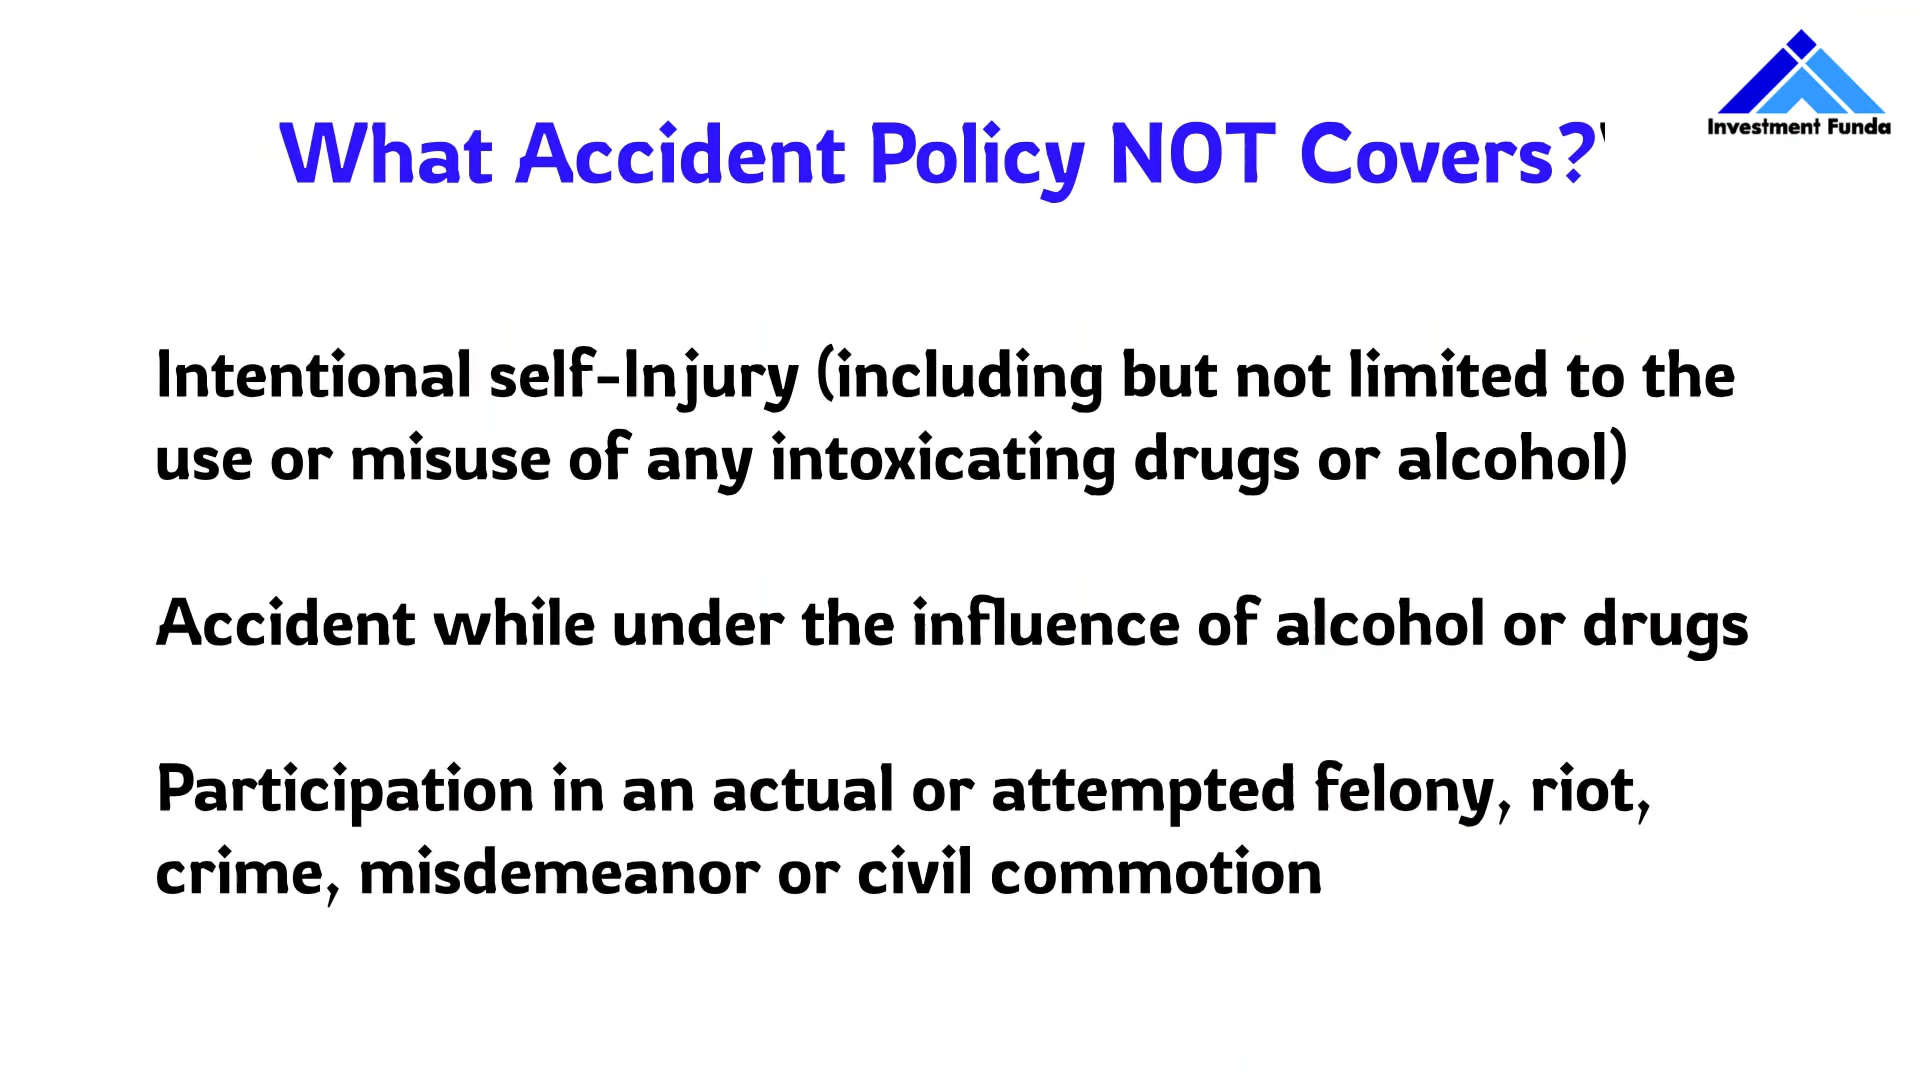 Investment Funda
What Accident Policy NOT Covers?'
Intentional self-Injury (including but not limited to the
use or misuse of any intoxicating drugs or alcohol)
Accident while under the influence of alcohol or drugs
Participation in an actual or attempted felony, riot,
crime, misdemeanor or civil commotion